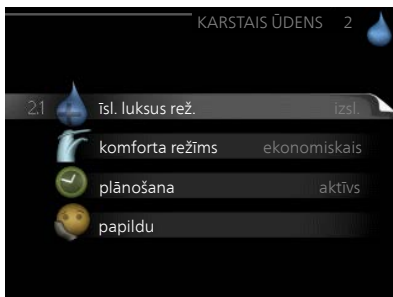 KARSTAIS ŪDENS 2
2.1 īsl. luksus rež. izsl.
komforta režīms ekonomiskais
plānošana aktīvs
papildu